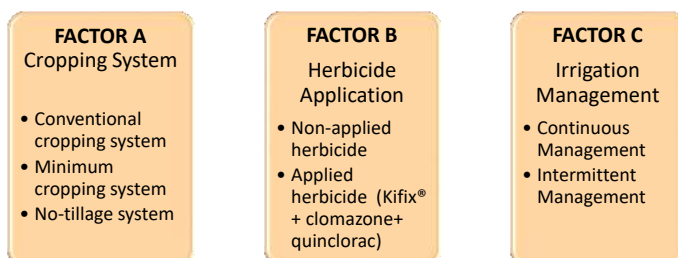 FACTOR A
Cropping System
• Conventional
cropping system
• Minimum
cropping system
• No-tillage system
FACTOR B
Herbicide
Application
• Non-applied
herbicide
• Applied
herbicide (Kifix®
+ clomazone+
quinclorac)
FACTOR C
Irrigation
Management
• Continuous
Management
• Intermittent
Management